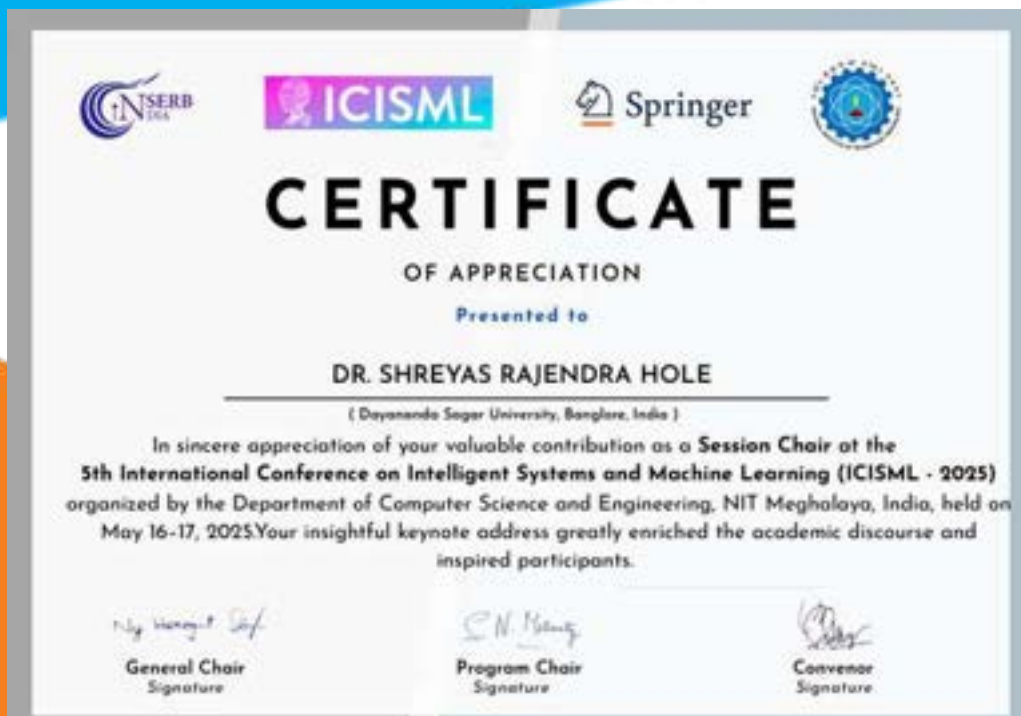 SERB
INDIA
ICISML
Springer
CERTIFICATE
OF APPRECIATION
Presented to
DR. SHREYAS RAJENDRA HOLE
( Dayananda Sagar University, Banglore, India )
In sincere appreciation of your valuable contribution as a Session Chair at the
5th International Conference on Intelligent Systems and Machine Learning (ICISML - 2025)
organized by the Department of Computer Science and Engineering, NIT Meghalaya, India, held on
May 16-17, 2025.Your insightful keynote address greatly enriched the academic discourse and
inspired participants.
General Chair
Signature
Program Chair
Signature
Convenor
Signature